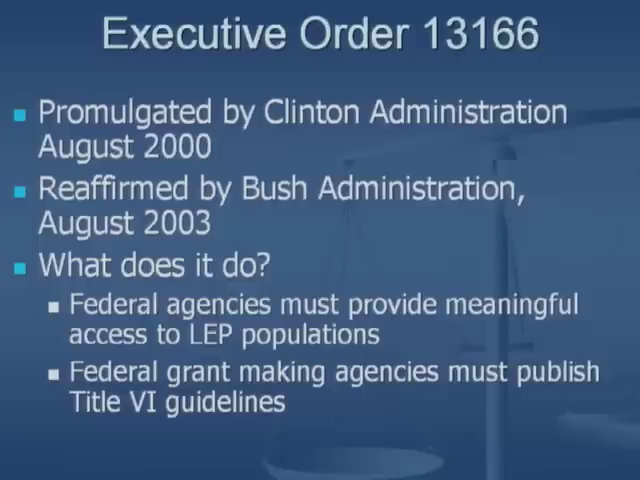 Executive Order 13166
Promulgated by Clinton Administration
August 2000
Reaffirmed by Bush Administration,
August 2003
What does it do?
Federal agencies must provide meaningful
access to LEP populations
Federal grant making agencies must publish
Title VI guidelines